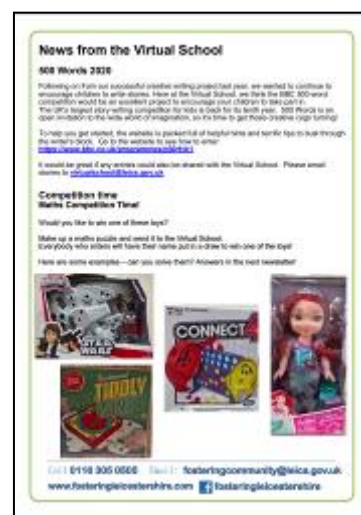 News from the Virtual School
500 Words 2020
Following on from our successful creative writing project last year, we wanted to continue to
encourage children to write stories. Here at the Virtual School, we think the BBC 500 word
competition would be an excellent project to encourage your children to take part in.
The UK's largest story-writing competition for kids is back for its tenth year. 500 Words is an
open invitation to the wide world of imagination, so it's time to get those creative cogs turning!
To help you get started, the website is packed full of helpful hints and terrific tips to bust through
the writer's block. Go to the website to see how to enter:
It would be great if any entries could also be shared with the Virtual School. Please email
stories to virtualschool@leics.gov.uk
Competition time
Maths Competition Time!
Would you like to win one of these toys?
Make up a maths puzzle and send it to the Virtual School.
Everybody who enters will have their name put in a draw to win one of the toys!
Here are some examples—can you solve them? Answers in the next newsletter!
STAR WARS
CONNECT 4
TIDDLY
Call 0116 305 0505 Email: fosteringcommunity@leics.gov.uk
www.fosteringleicestershire.com fosteringleicestershire